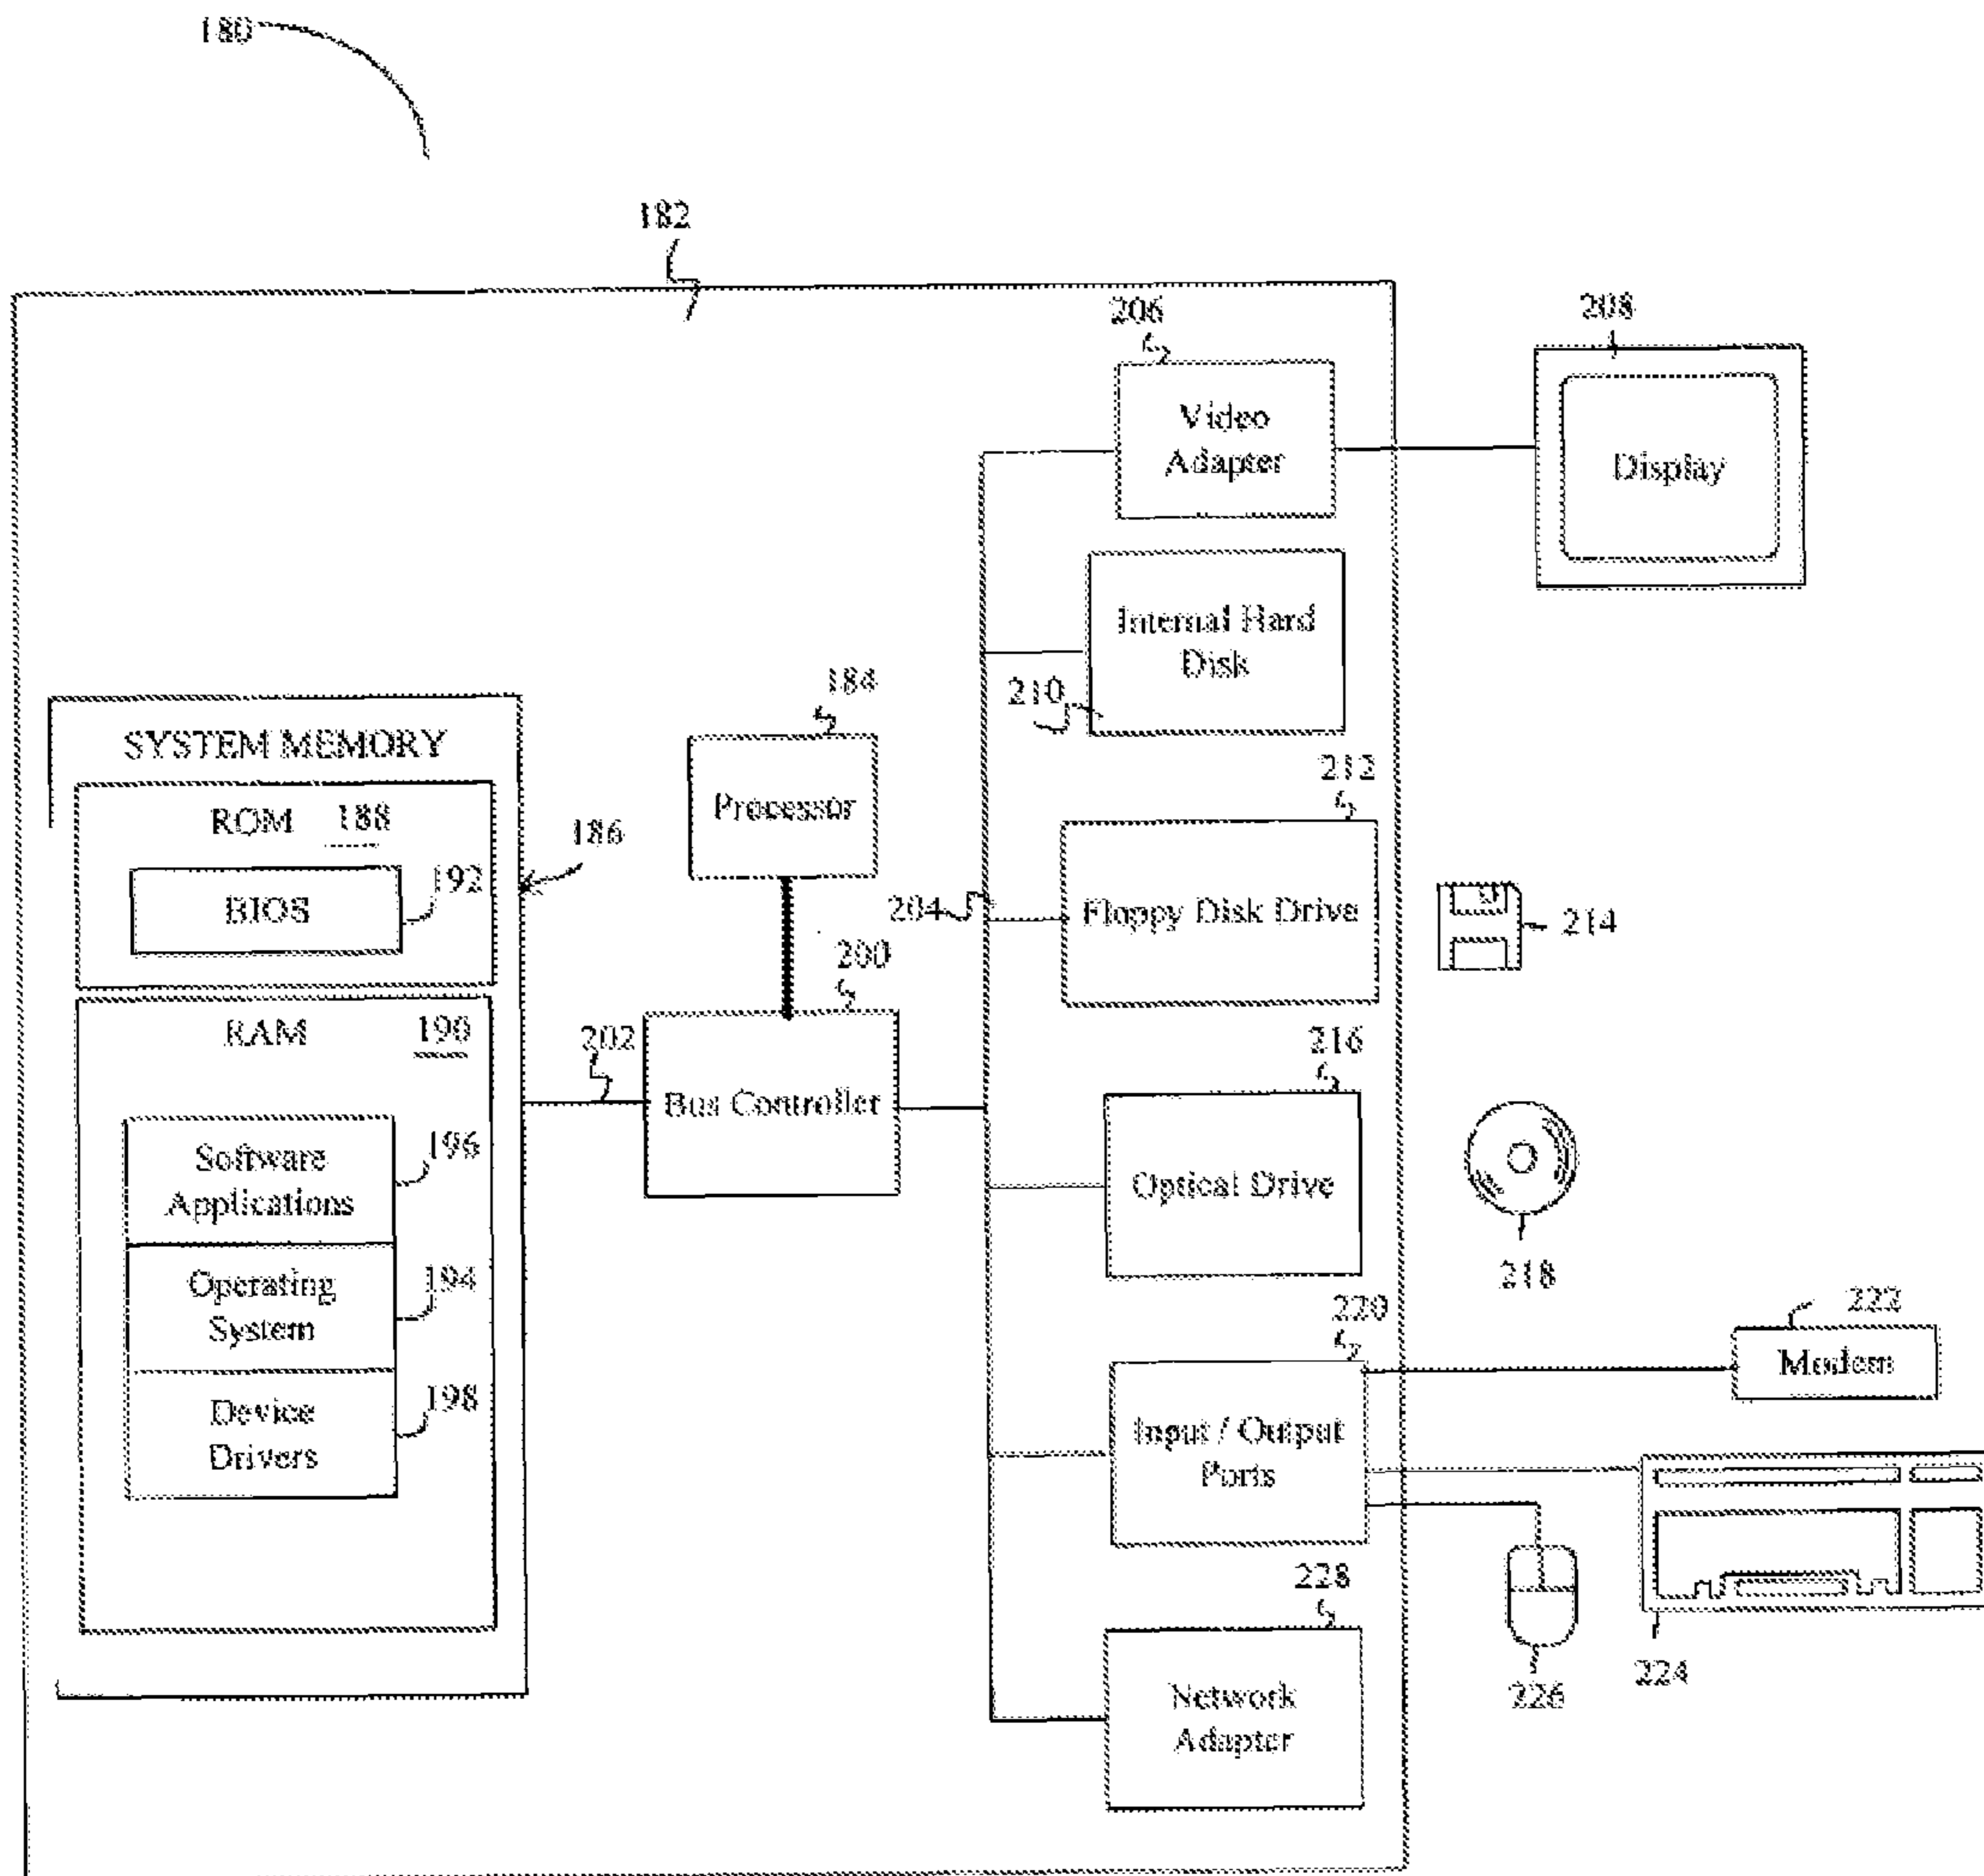 180
182
206
208
Video
Adapter
Display
Internal Hard
Disk
210
184
SYSTEM MEMORY
Processor
212
ROM 188
186
BIOS
192
204
Floppy Disk Drive
214
200
RAM 190
202
216
Bus Controller
Software
Applications
196
Optical Drive
218
Operating
System
194
220
222
Modem
Device
Drivers
198
Input / Output
Ports
228
226
224
Network
Adapter